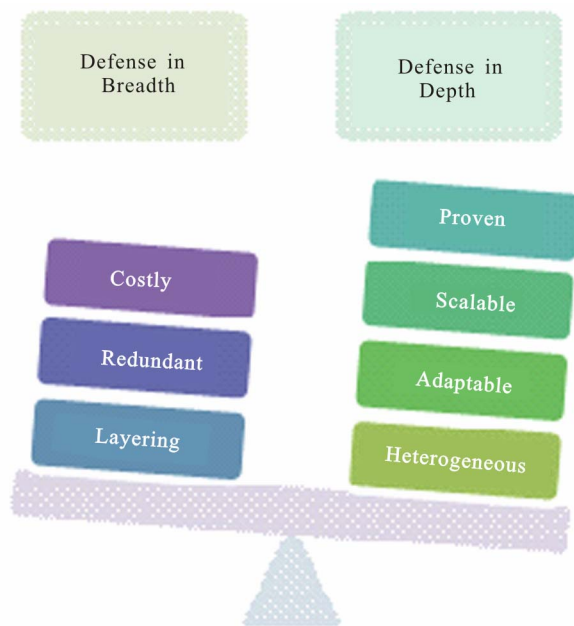 Defense in
Breadth
Defense in
Depth
Costly
Redundant
Layering
Proven
Scalable
Adaptable
Heterogeneous